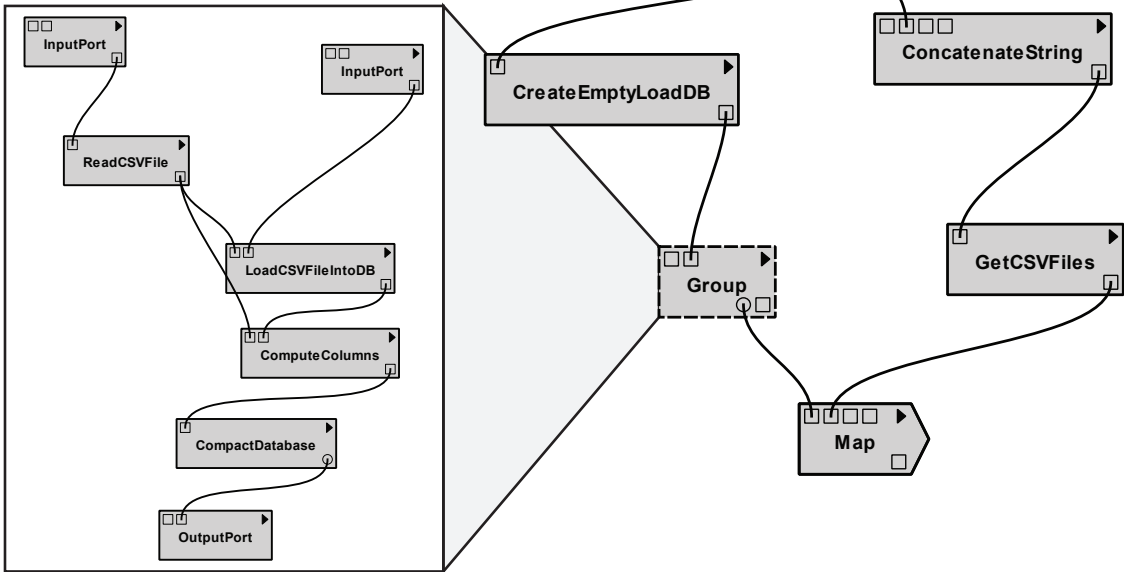 InputPort
InputPort
ReadCSVFile
LoadCSVFileIntoDB
ComputeColumns
CompactDatabase
OutputPort
CreateEmptyLoadDB
ConcatenateString
Group
GetCSVFiles
Map